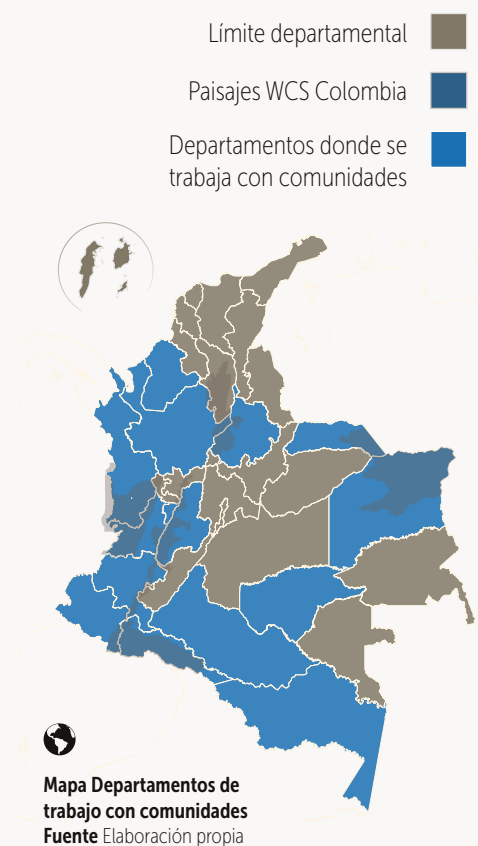 Límite departamental
Paisajes WCS Colombia
Departamentos donde se
trabaja con comunidades
Mapa Departamentos de
trabajo con comunidades
Fuente Elaboración propia